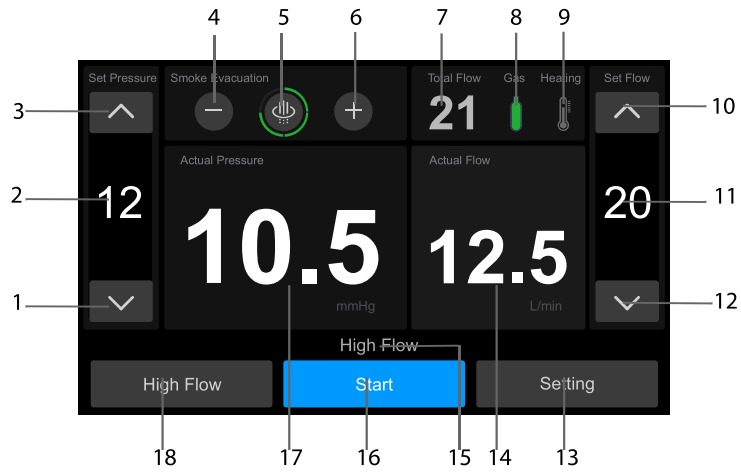 4 5 6 7 8 9
Set Pressure Smoke Evacuation Total Flow Gas Heating Set Flow
3 21 10
Actual Pressure Actual Flow
2 12 10.5 12.5 20 11
1 mmHg L/min 12
High Flow
High Flow Start Setting
18 17 16 15 14 13